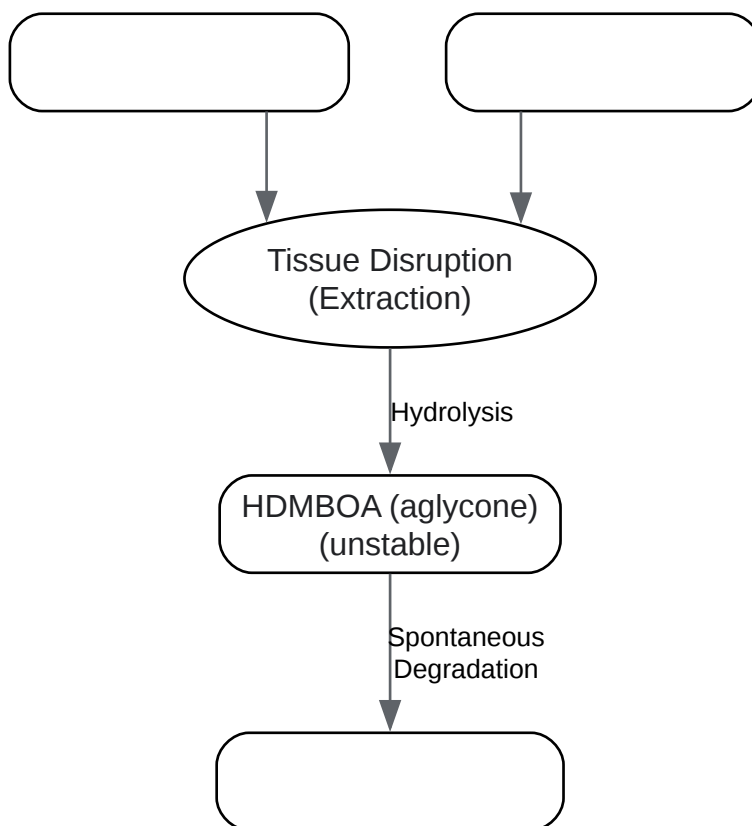 Tissue Disruption
(Extraction)
Hydrolysis
HDMBOA (aglycone)
(unstable)
Spontaneous
Degradation